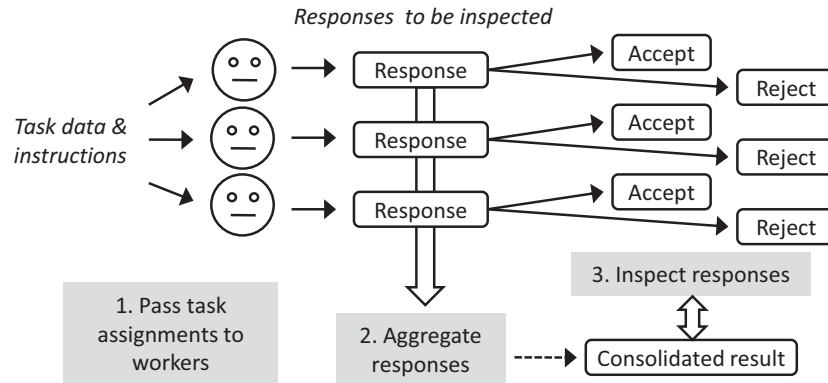 Responses to be inspected
Task data &
instructions
Response
Accept
Reject
Response
Accept
Reject
Response
Accept
Reject
1. Pass task
assignments to
workers
2. Aggregate
responses
3. Inspect responses
Consolidated result